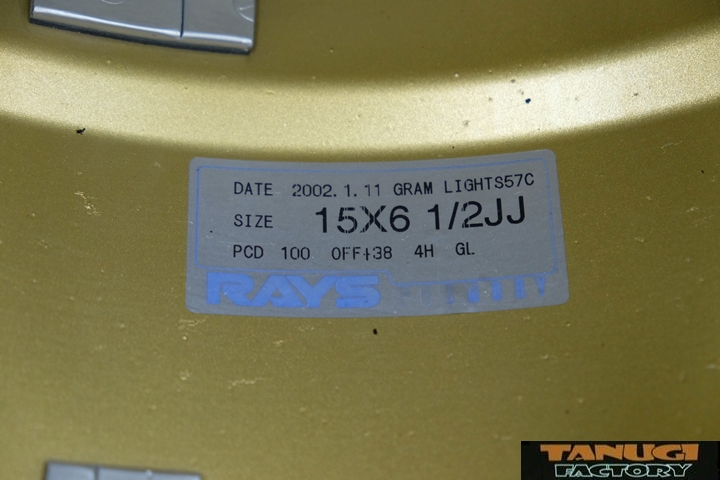 DATE 2002.1.11 GRAM LIGHTS57C
SIZE 15X6 1/2JJ
PCD 100 OFF+38 4H GL
RAYS
TANUGI
FACTORY